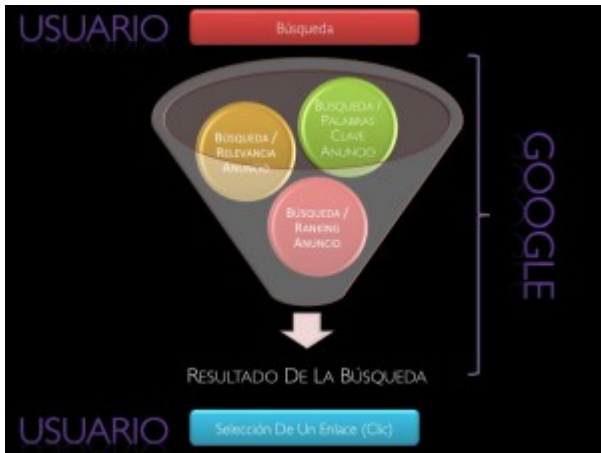 USUARIO
Búsqueda
BÚSQUEDA /
PALABRAS
CLAVE
ANUNCIO
BÚSQUEDA /
RELEVANCIA
ANUNCIO
BÚSQUEDA /
RANKING
ANUNCIO
GOOGLE
RESULTADO DE LA BÚSQUEDA
USUARIO
Selección De Un Enlace (Clic)